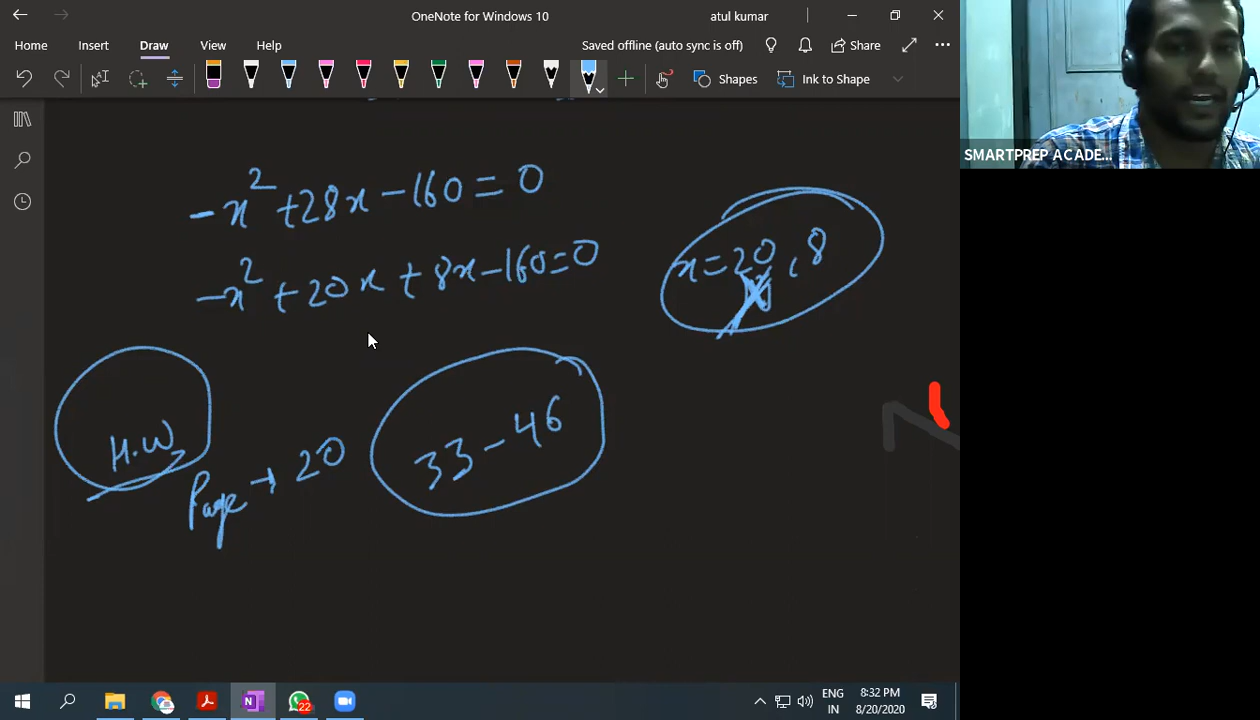 OneNote for Windows 10
atul kumar
Home Insert Draw View Help
Saved offline (auto sync is off)
Share
Shapes
Ink to Shape
SMARTPREP ACADE...
-x² +28x -160 = 0
-x² + 20x + 8x - 160 = 0
x = 20, 8
H.W
Page → 20
33 - 46
22
ENG
IN
8:32 PM
8/20/2020